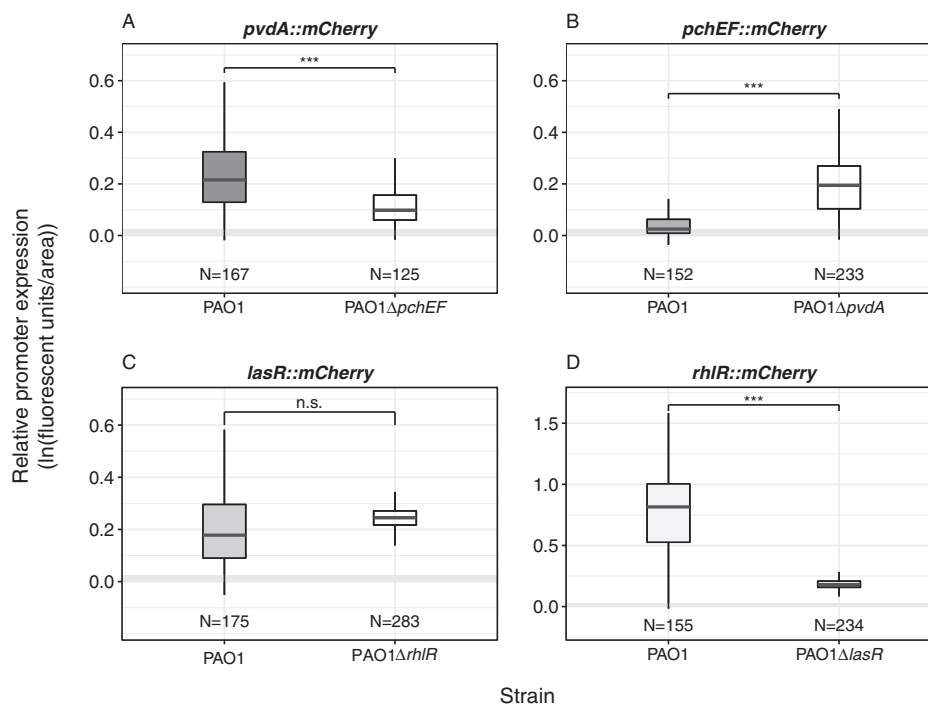 A
pvdA::mCherry
0.6
0.4
0.2
0.0
***
N=167
N=125
PAO1
PAO1ΔpchEF
B
pchEF::mCherry
0.6
0.4
0.2
0.0
***
N=152
N=233
PAO1
PAO1ΔpvdA
C
lasR::mCherry
0.6
0.4
0.2
0.0
n.s.
N=175
N=283
PAO1
PAO1ΔrhlR
D
rhlR::mCherry
1.5
1.0
0.5
0.0
***
N=155
N=234
PAO1
PAO1ΔlasR
Relative promoter expression
(ln(fluorescent units/area))
Strain